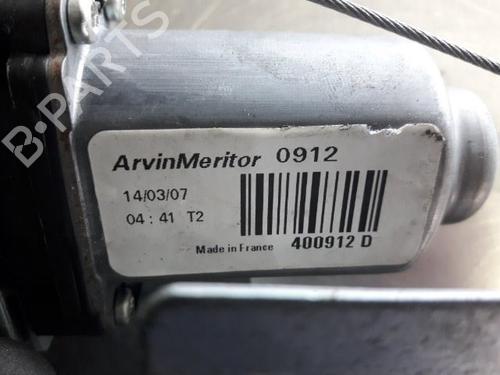 B-PARTS
ArvinMeritor 0912
14/03/07
04 : 41 T2
Made in France 400912 D